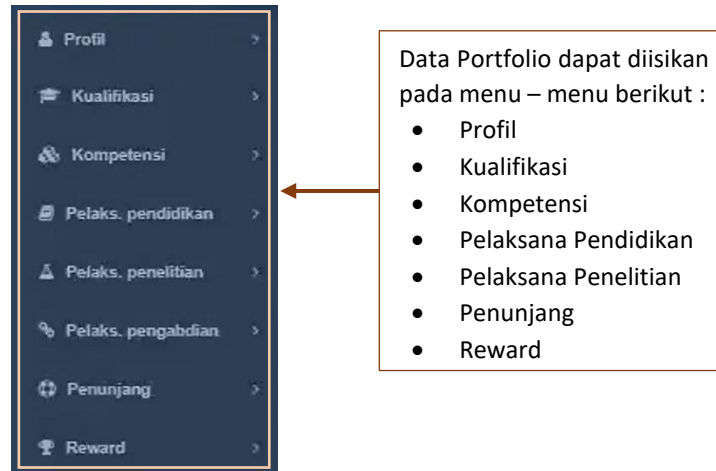 Profil
Kualifikasi
Kompetensi
Pelaks. pendidikan
Pelaks. penelitian
Pelaks. pengabdian
Penunjang
Reward
Data Portfolio dapat diisikan
pada menu – menu berikut :
• Profil
• Kualifikasi
• Kompetensi
• Pelaksana Pendidikan
• Pelaksana Penelitian
• Penunjang
• Reward